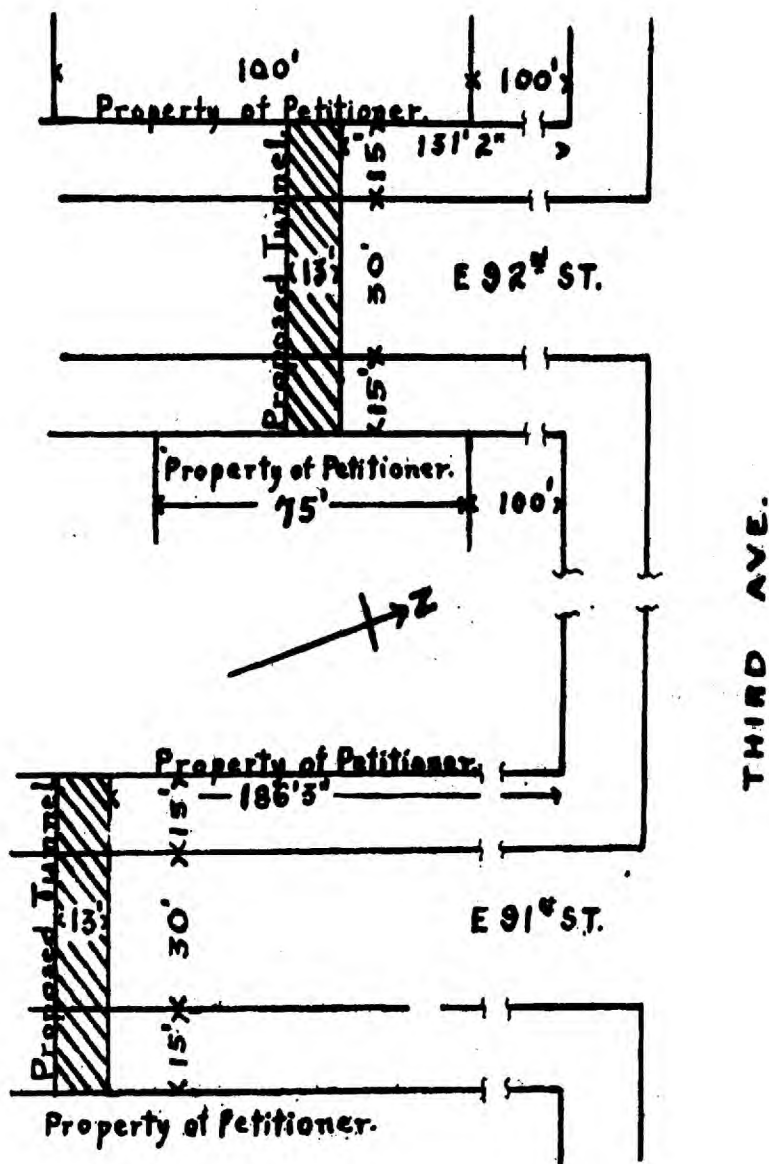 100'
100'
Property of Petitioner.
131' 2"
15'
Proposed Tunnel.
13'
30'
E 92ᵈ ST.
15'
Property of Petitioner.
75'
100'
N
THIRD AVE.
Property of Petitioner.
186'3"
15'
Proposed Tunnel
13'
30'
E 91ˢᵗ ST.
15'
Property of Petitioner.